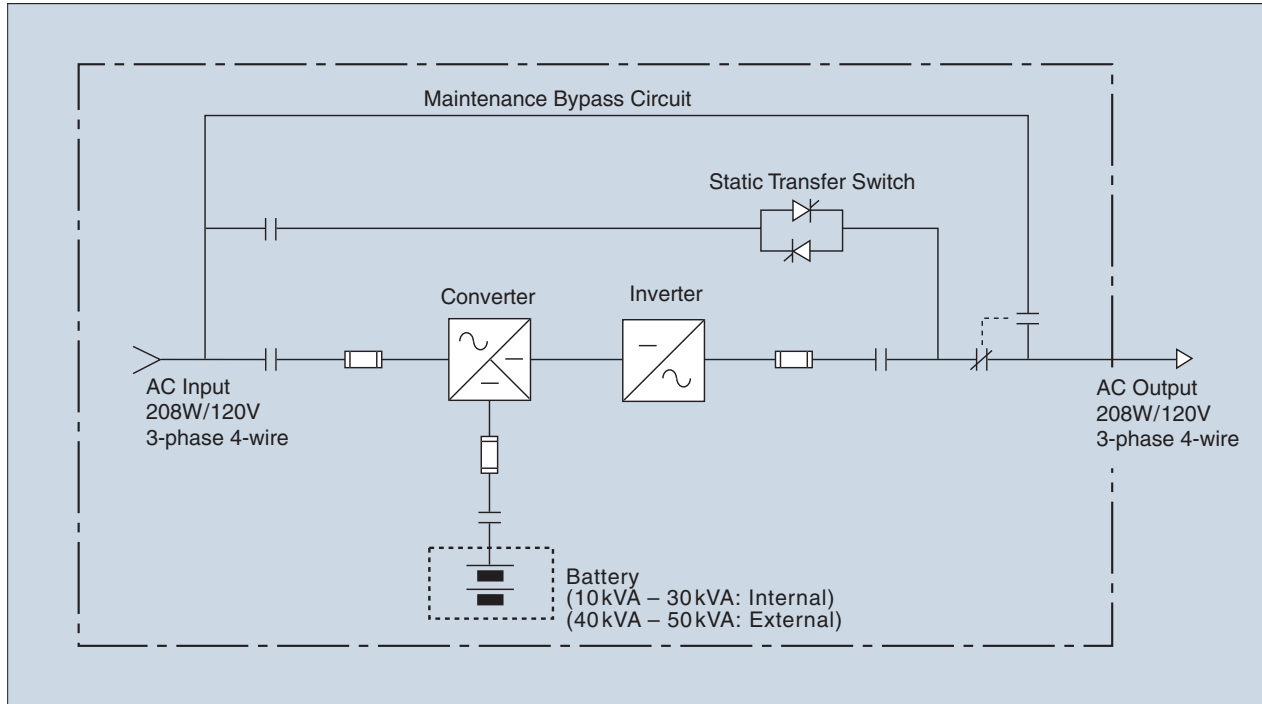 Maintenance Bypass Circuit
Static Transfer Switch
Converter
Inverter
AC Input
208W/120V
3-phase 4-wire
AC Output
208W/120V
3-phase 4-wire
Battery
(10kVA – 30kVA: Internal)
(40kVA – 50kVA: External)